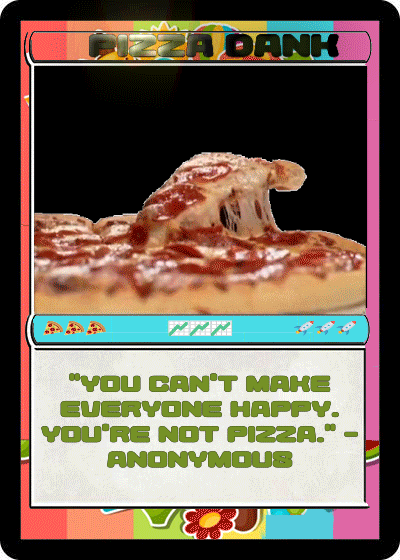 PIZZA DANK
"YOU CAN'T MAKE
EVERYONE HAPPY.
YOU'RE NOT PIZZA." -
ANONYMOUS